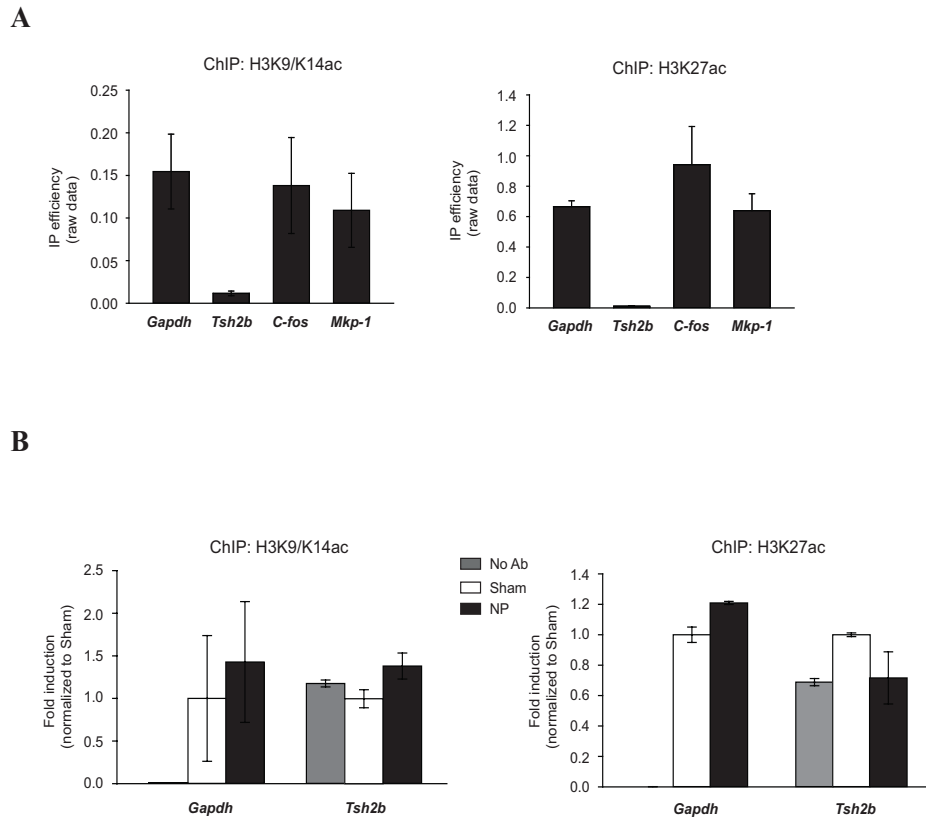 A
ChIP: H3K9/K14ac
IP efficiency
(raw data)
0.25
0.20
0.15
0.10
0.05
0.00
Gapdh Tsh2b C-fos Mkp-1
ChIP: H3K27ac
IP efficiency
(raw data)
1.4
1.2
1.0
0.8
0.6
0.4
0.2
0.0
Gapdh Tsh2b C-fos Mkp-1
B
ChIP: H3K9/K14ac
Fold induction
(normalized to Sham)
2.5
2.0
1.5
1.0
0.5
0.0
Gapdh Tsh2b
No Ab
Sham
NP
ChIP: H3K27ac
Fold induction
(normalized to Sham)
1.4
1.2
1.0
0.8
0.6
0.4
0.2
0.0
Gapdh Tsh2b